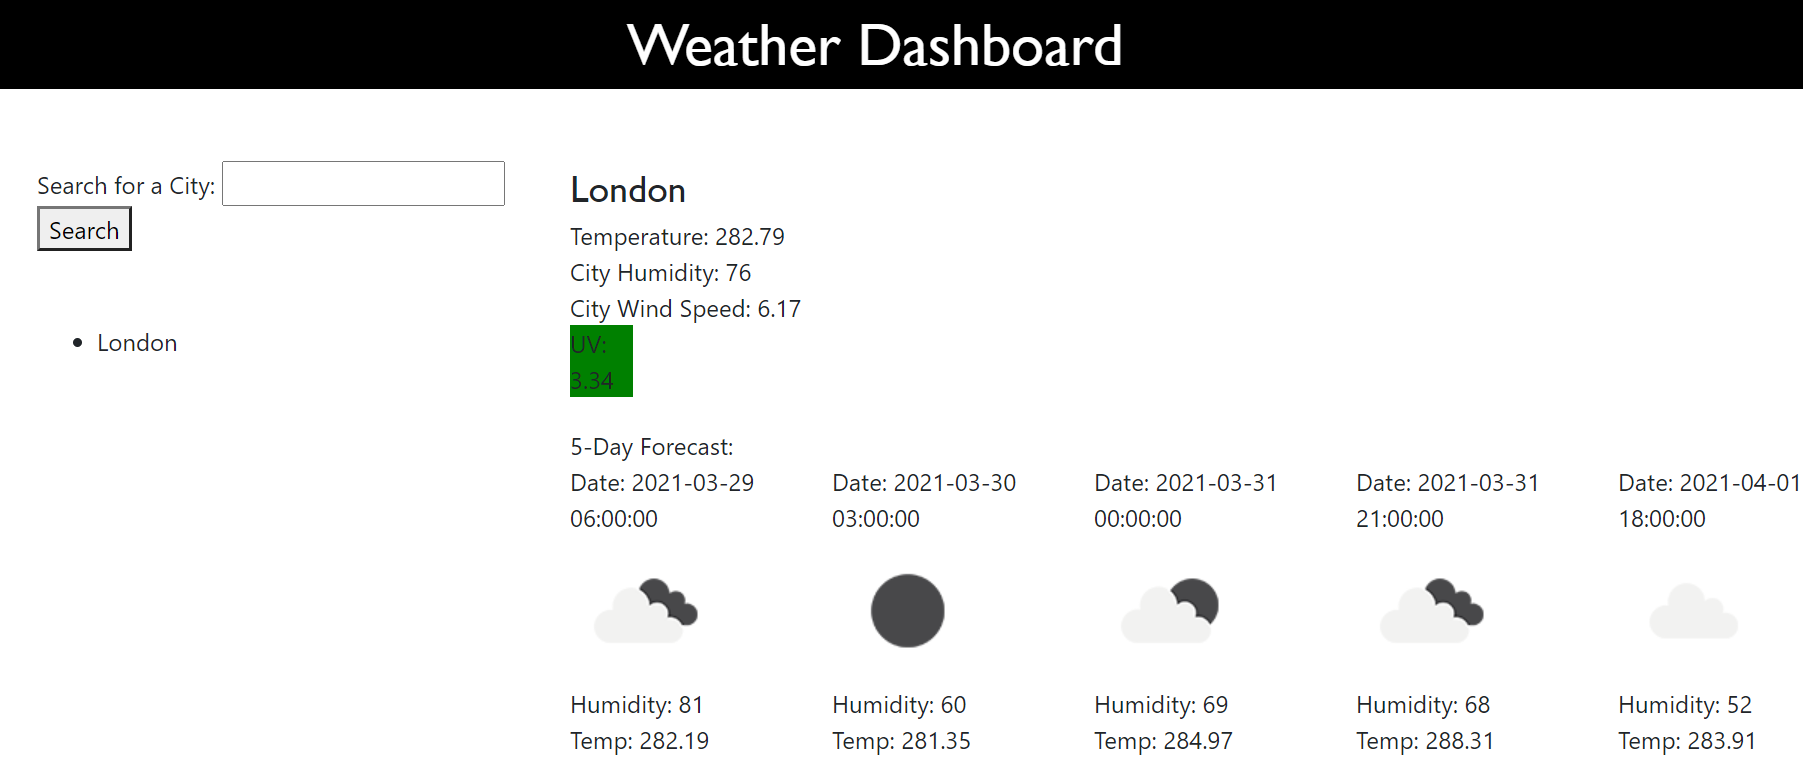 Weather Dashboard
Search for a City:
Search
London
London
Temperature: 282.79
City Humidity: 76
City Wind Speed: 6.17
UV:
3.34
5-Day Forecast:
Date: 2021-03-29
06:00:00
Humidity: 81
Temp: 282.19
Date: 2021-03-30
03:00:00
Humidity: 60
Temp: 281.35
Date: 2021-03-31
00:00:00
Humidity: 69
Temp: 284.97
Date: 2021-03-31
21:00:00
Humidity: 68
Temp: 288.31
Date: 2021-04-01
18:00:00
Humidity: 52
Temp: 283.91